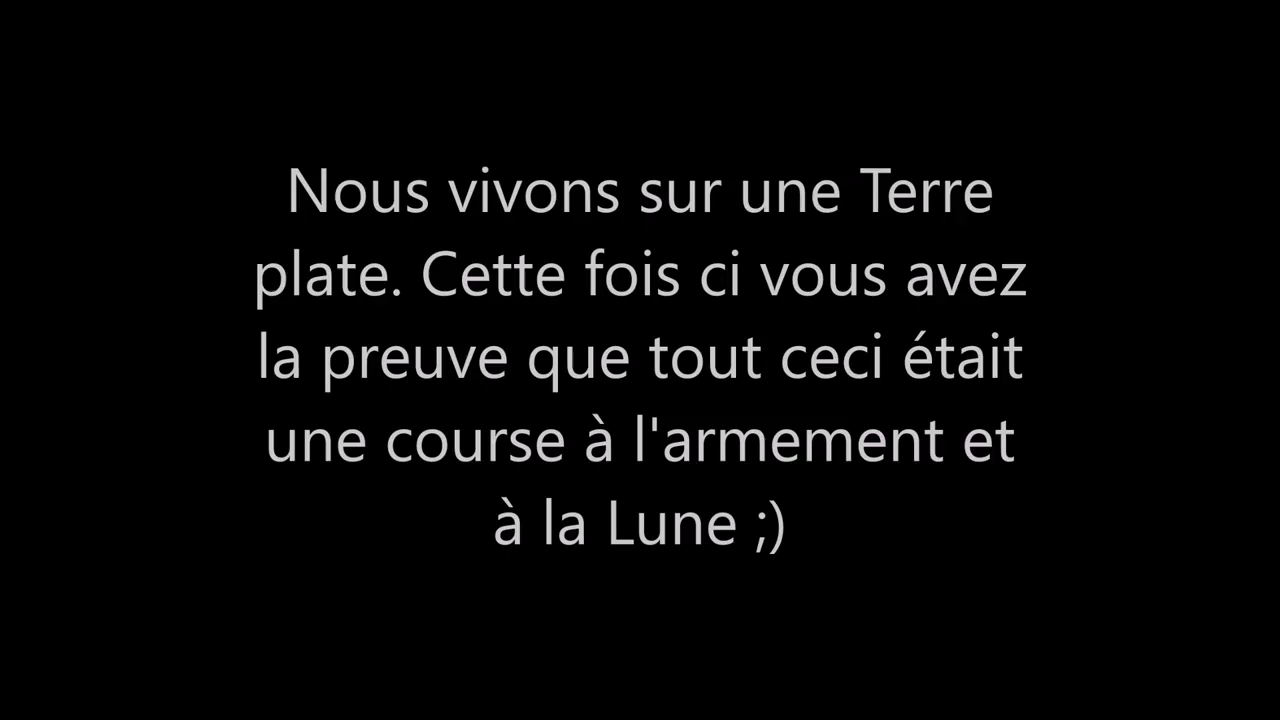 Nous vivons sur une Terre
plate. Cette fois ci vous avez
la preuve que tout ceci était
une course à l'armement et
à la Lune ;)